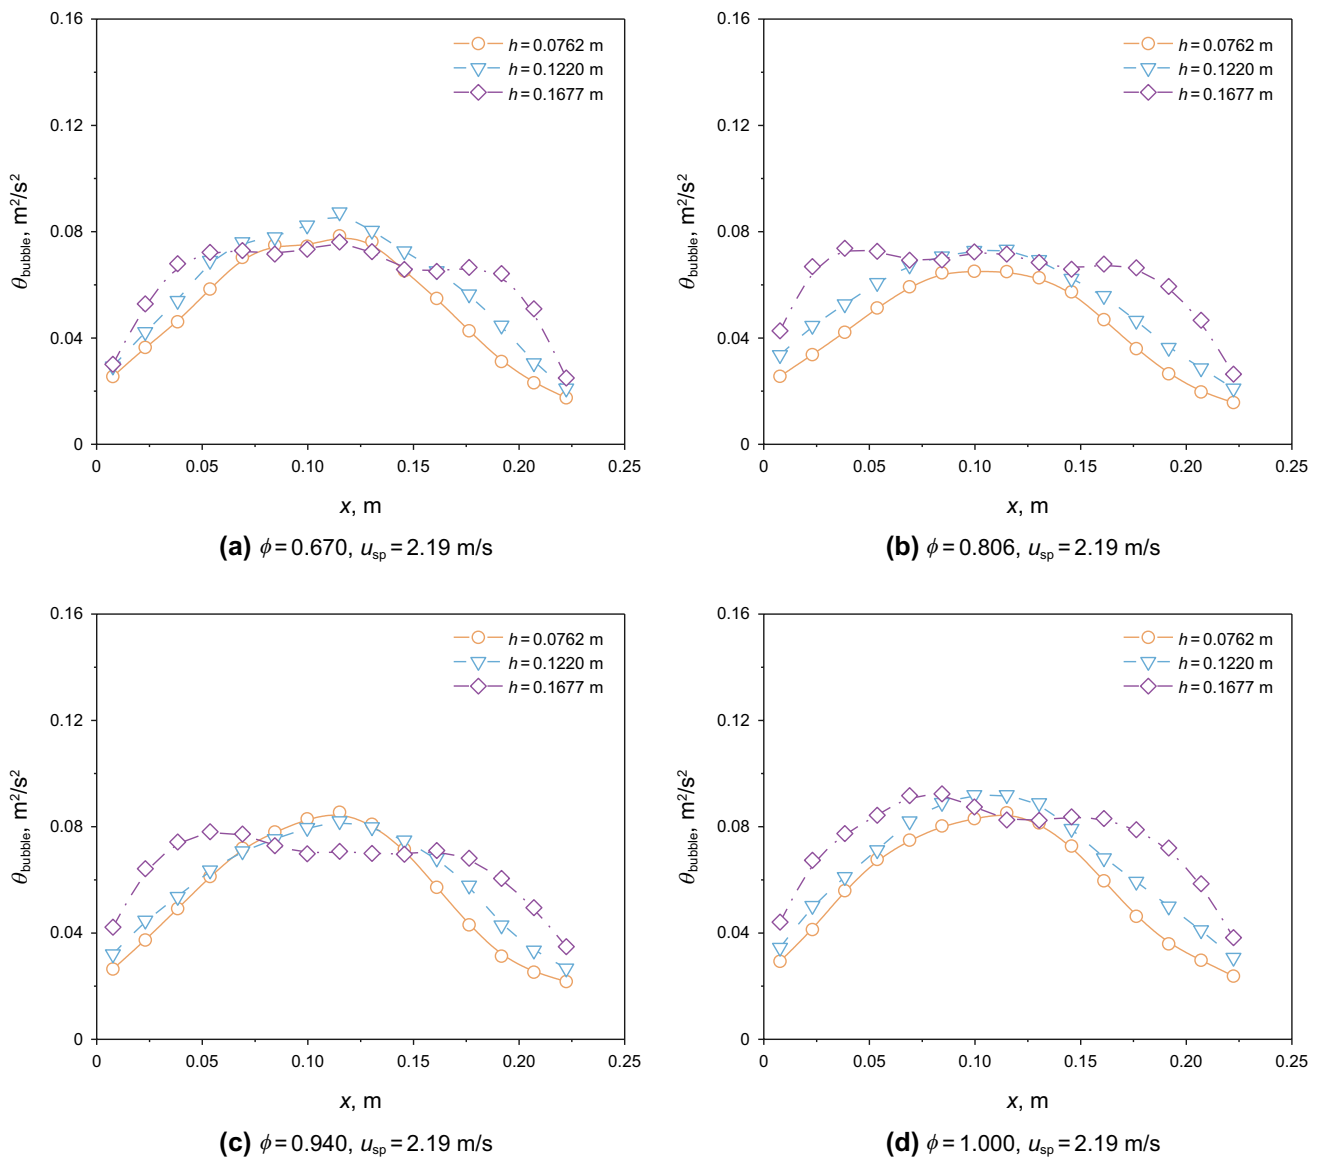 0.16
0.12
0.08
0.04
0
θbubble, m²/s²
h = 0.0762 m
h = 0.1220 m
h = 0.1677 m
0 0.05 0.10 0.15 0.20 0.25
x, m
(a) ϕ = 0.670, usp = 2.19 m/s
0.16
0.12
0.08
0.04
0
θbubble, m²/s²
h = 0.0762 m
h = 0.1220 m
h = 0.1677 m
0 0.05 0.10 0.15 0.20 0.25
x, m
(b) ϕ = 0.806, usp = 2.19 m/s
0.16
0.12
0.08
0.04
0
θbubble, m²/s²
h = 0.0762 m
h = 0.1220 m
h = 0.1677 m
0 0.05 0.10 0.15 0.20 0.25
x, m
(c) ϕ = 0.940, usp = 2.19 m/s
0.16
0.12
0.08
0.04
0
θbubble, m²/s²
h = 0.0762 m
h = 0.1220 m
h = 0.1677 m
0 0.05 0.10 0.15 0.20 0.25
x, m
(d) ϕ = 1.000, usp = 2.19 m/s